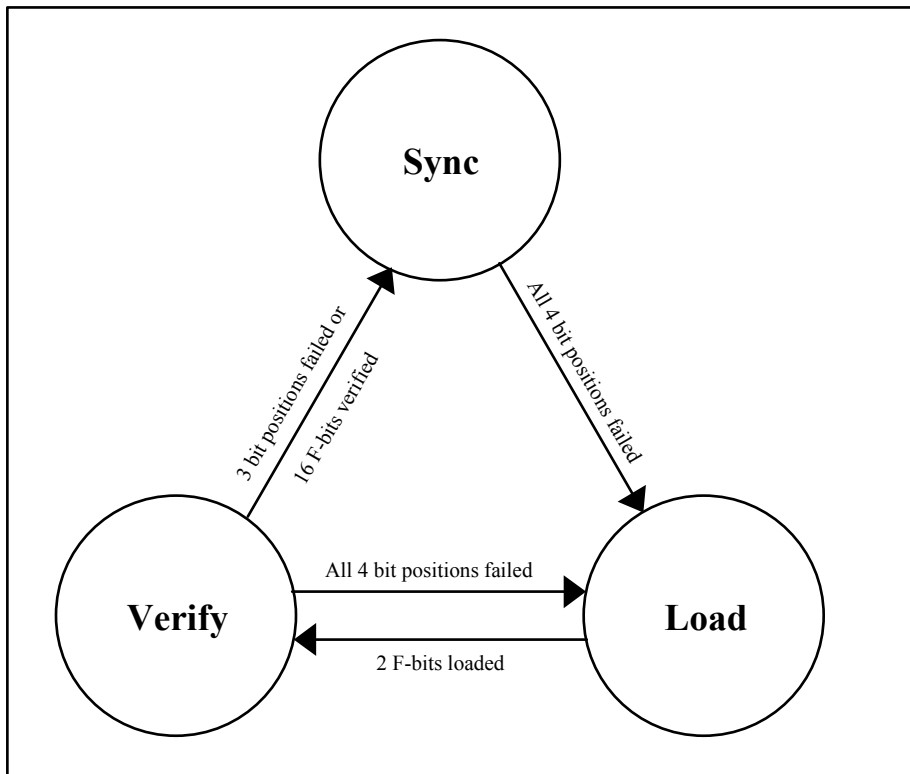 Sync
3 bit positions failed or
16 F-bits verified
All 4 bit positions failed
Verify
All 4 bit positions failed
2 F-bits loaded
Load